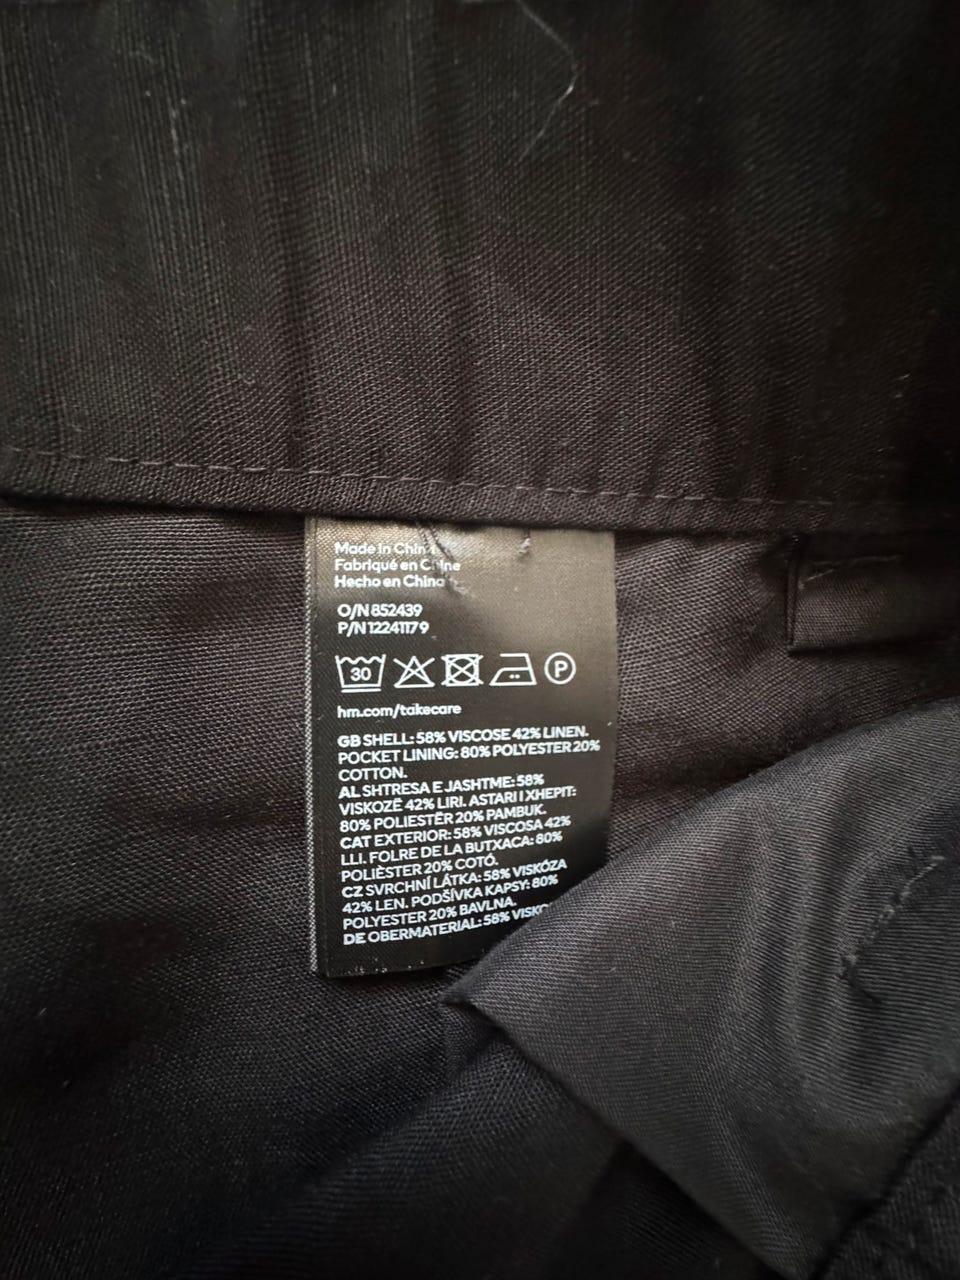 Made in China
Fabriqué en Chine
Hecho en China
O/N 852439
P/N 12241179
30 P
hm.com/takecare
GB SHELL: 58% VISCOSE 42% LINEN.
POCKET LINING: 80% POLYESTER 20%
COTTON.
AL SHTRESA E JASHTME: 58%
VISKOZË 42% LIRI. ASTARI I XHEPIT:
80% POLIESTËR 20% PAMBUK.
CAT EXTERIOR: 58% VISCOSA 42%
LLI. FOLRE DE LA BUTXACA: 80%
POLIÈSTER 20% COTÓ.
CZ SVRCHNÍ LÁTKA: 58% VISKÓZA
42% LEN. PODŠÍVKA KAPSY: 80%
POLYESTER 20% BAVLNA.
DE OBERMATERIAL: 58%